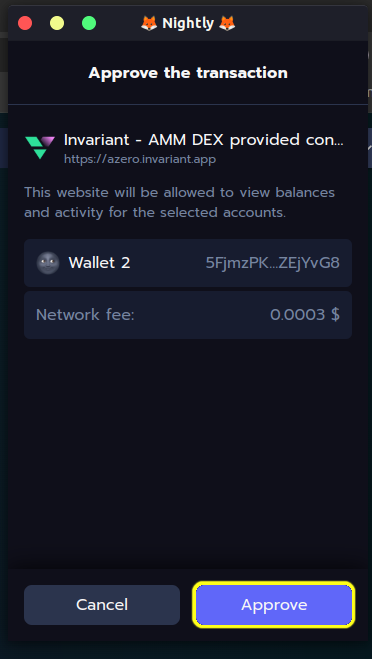 🦊 Nightly 🦊
Approve the transaction
Invariant - AMM DEX provided con...
https://azero.invariant.app
This website will be allowed to view balances
and activity for the selected accounts.
Wallet 2 5FjmzPK...ZEjYvG8
Network fee: 0.0003 $
Cancel Approve